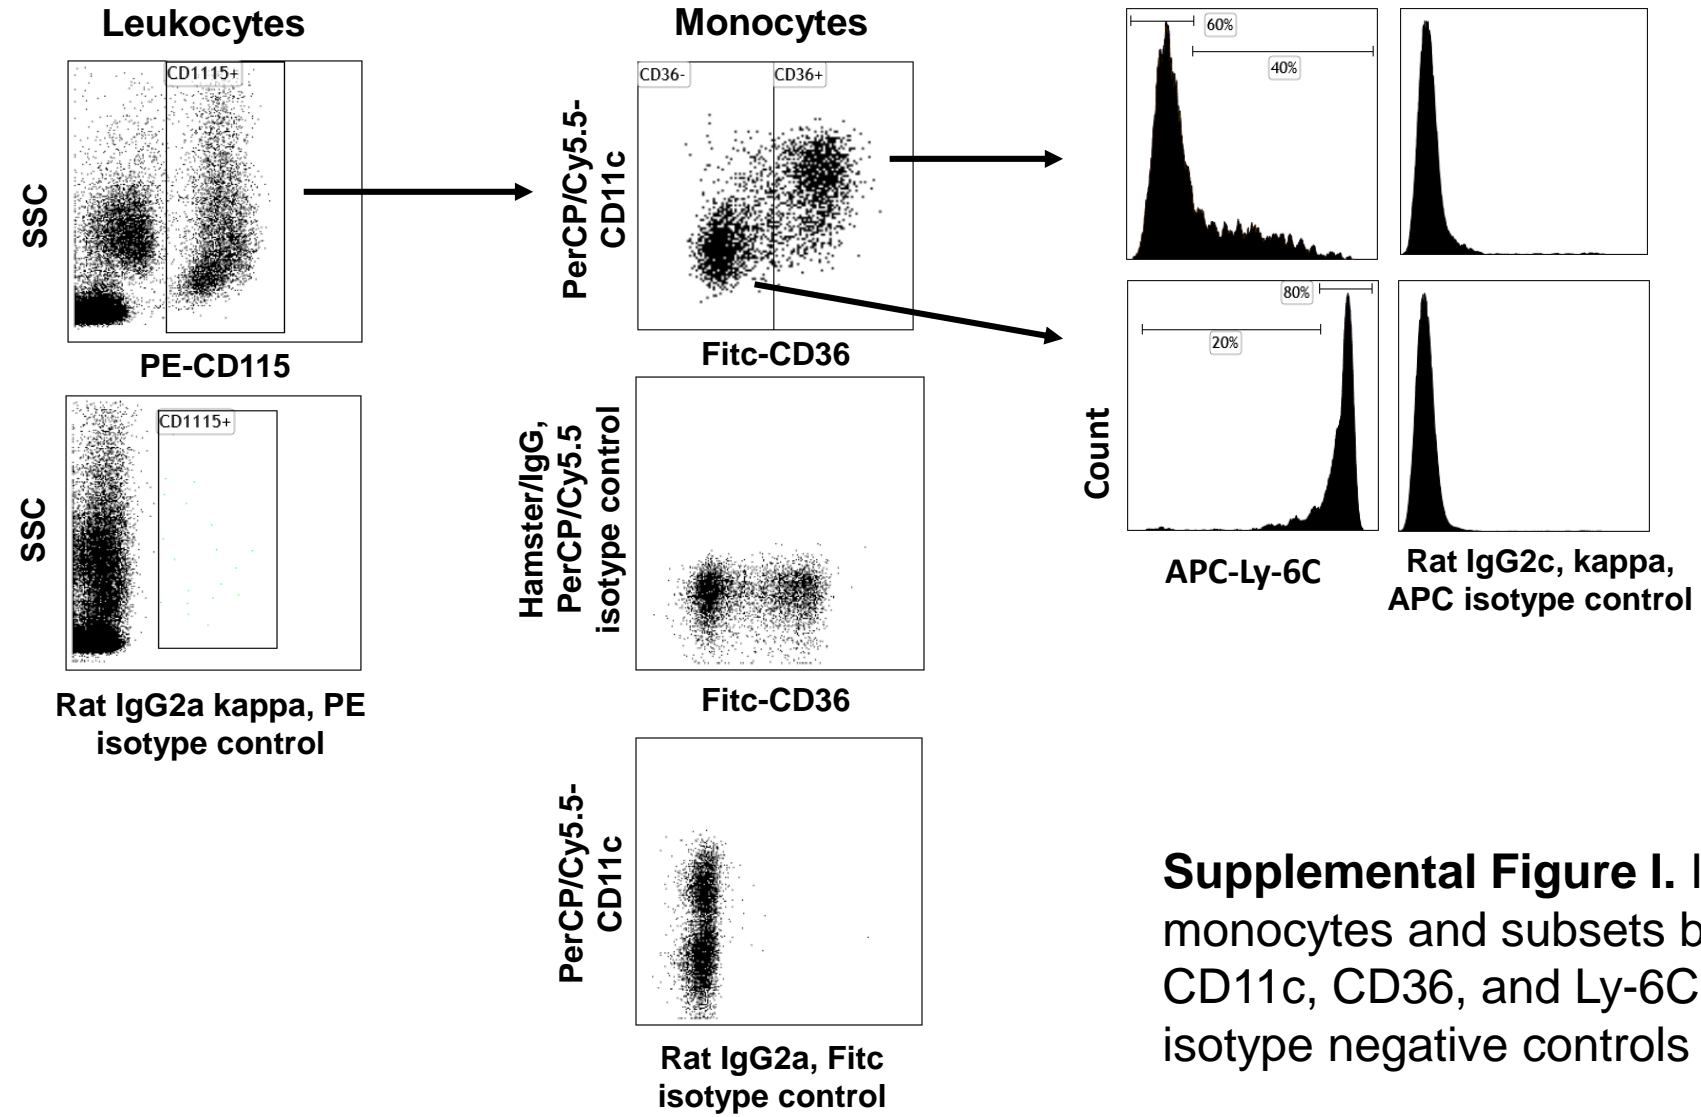 Leukocytes
CD1115+
SSC
PE-CD115
CD1115+
SSC
Rat IgG2a kappa, PE
isotype control
Monocytes
CD36-
CD36+
PerCP/Cy5.5-
CD11c
Fitc-CD36
Hamster/IgG,
PerCP/Cy5.5
isotype control
Fitc-CD36
PerCP/Cy5.5-
CD11c
Rat IgG2a, Fitc
isotype control
60%
40%
80%
20%
Count
APC-Ly-6C
Rat IgG2c, kappa,
APC isotype control
Supplemental Figure I.
monocytes and subsets
CD11c, CD36, and Ly-6C
isotype negative controls